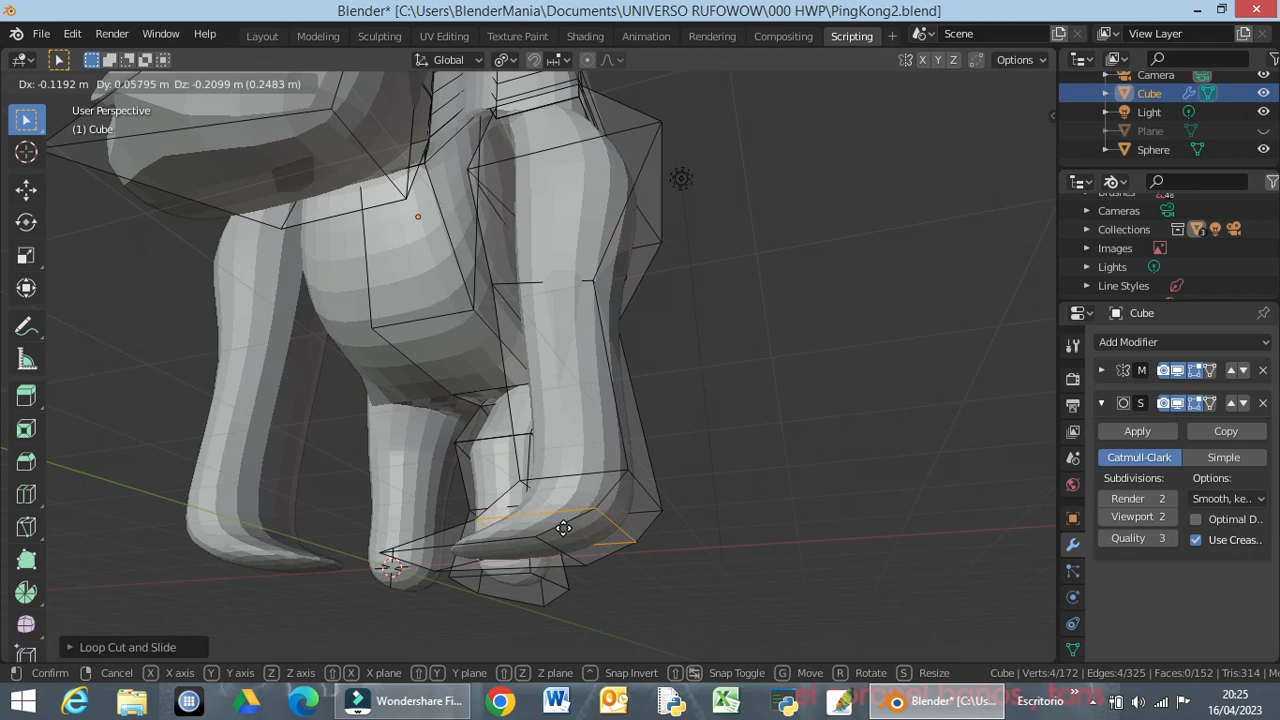 Blender* [C:\Users\BlenderMania\Documents\UNIVERSO RUFOWOW\000 HWP\PingKong2.blend]
File Edit Render Window Help Layout Modeling Sculpting UV Editing Texture Paint Shading Animation Rendering Compositing Scripting + Scene View Layer
Global X Y Z Options
Dx: -0.1192 m Dy: 0.05795 m Dz: -0.2099 m (0.2483 m)
User Perspective
(1) Cube
Camera
Cube
Light
Plane
Sphere
Brushes
Cameras
Collections 3
Images
Lights
Line Styles
Cube
Add Modifier
M
S
Apply Copy
Catmull-Clark Simple
Subdivisions: Options:
Render 2 Smooth, ke..
Viewport 2 Optimal D..
Quality 3 Use Creas..
Loop Cut and Slide
Confirm Cancel X X axis Y Y axis Z Z axis X X plane Y Y plane Z Z plane ^ Snap Invert Snap Toggle G Move R Rotate S Resize Cube | Verts:4/172 | Edges:4/325 | Faces:0/152 | Tris:314 | Me
Wondershare Fi... Blender* [C:\Us... Escritorio » 20:25
16/04/2023